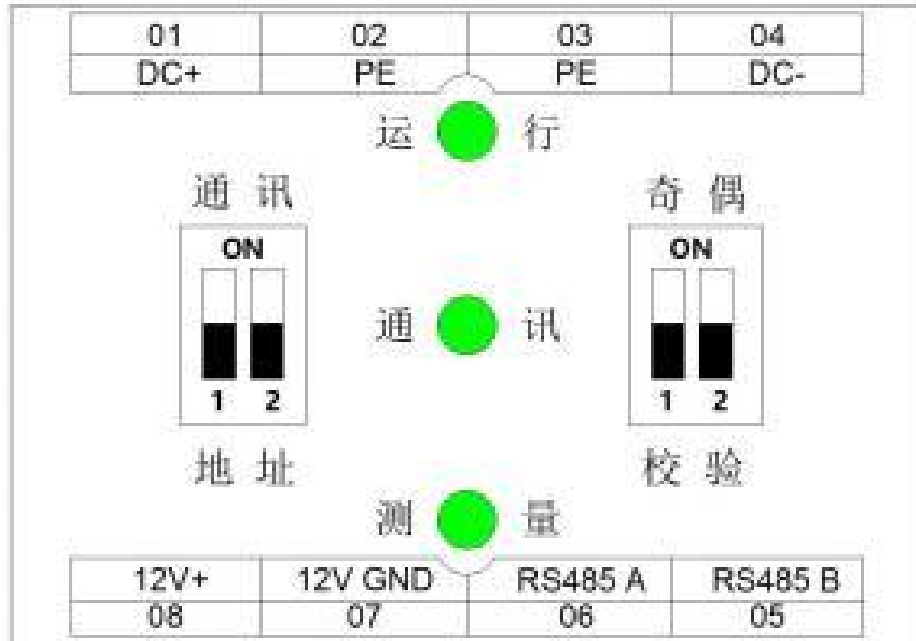 01 02 03 04
DC+ PE PE DC-
运 行
通 讯 奇 偶
ON ON
通 讯
1 2 1 2
地 址 校 验
测 量
12V+ 12V GND RS485 A RS485 B
08 07 06 05